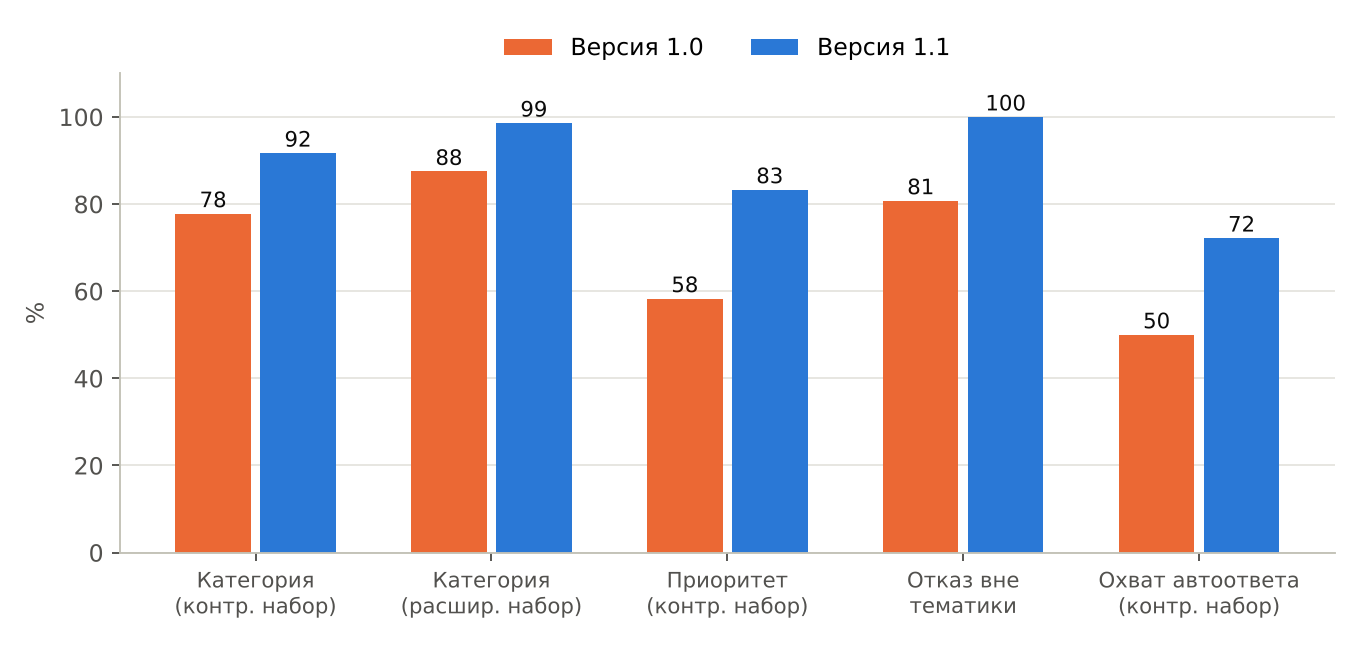 Версия 1.0 Версия 1.1
100
80
60
40
20
0
%
78
92
88
99
58
83
81
100
50
72
Категория
(контр. набор)
Категория
(расшир. набор)
Приоритет
(контр. набор)
Отказ вне
тематики
Охват автоответа
(контр. набор)